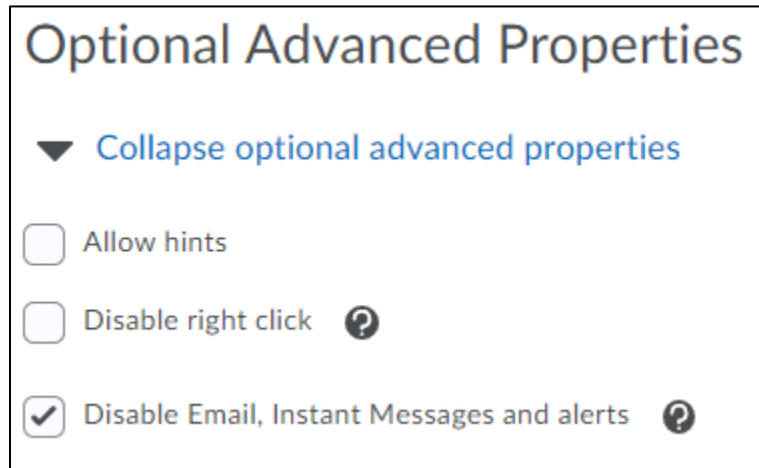 Optional Advanced Properties
Collapse optional advanced properties
Allow hints
Disable right click ?
Disable Email, Instant Messages and alerts ?